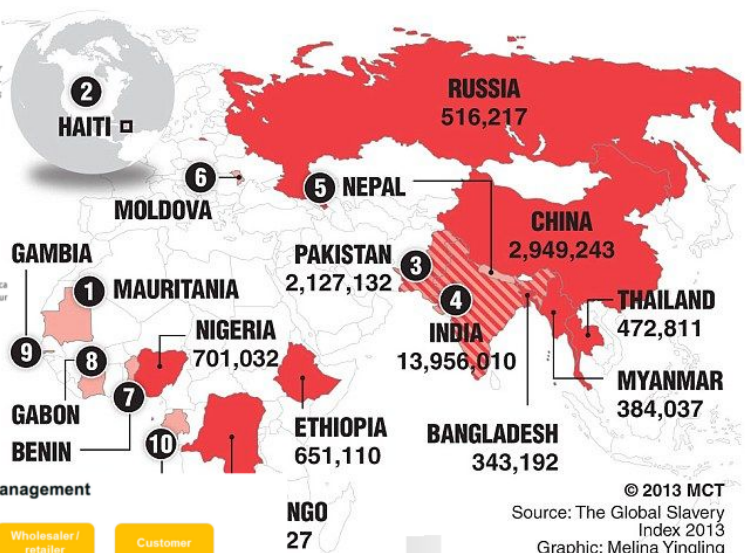 2
HAITI
RUSSIA
516,217
6
MOLDOVA
5 NEPAL
CHINA
2,949,243
GAMBIA
PAKISTAN
2,127,132
3
1 MAURITANIA
4
INDIA
13,956,010
THAILAND
472,811
NIGERIA
701,032
9
8
7
GABON
BENIN
10
ETHIOPIA
651,110
MYANMAR
384,037
BANGLADESH
343,192
anagement
NGO
27
© 2013 MCT
Source: The Global Slavery
Index 2013
Graphic: Melina Yingling
Wholesaler /
retailer
Customer